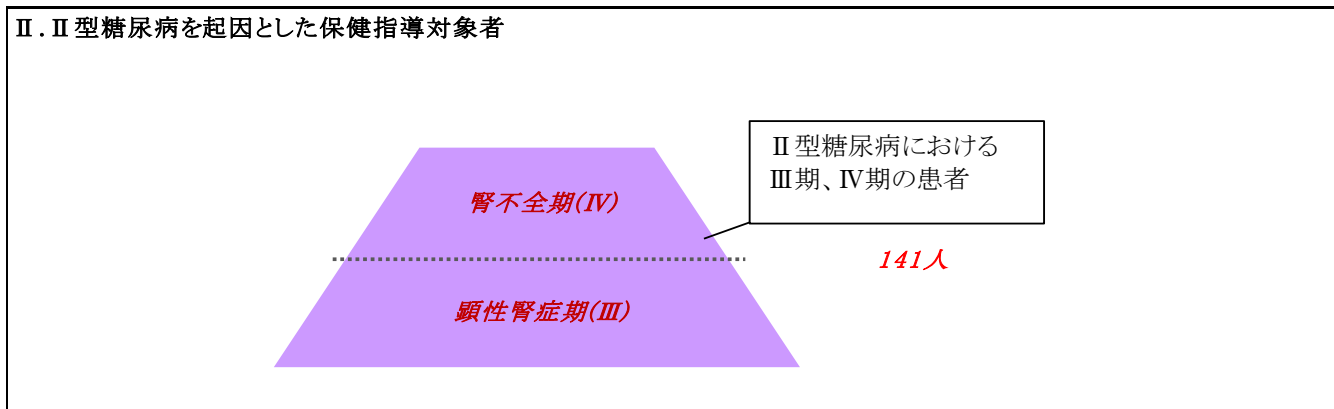 Ⅱ.Ⅱ型糖尿病を起因とした保健指導対象者
Ⅱ型糖尿病における
Ⅲ期、Ⅳ期の患者
腎不全期(Ⅳ)
141人
顕性腎症期(Ⅲ)